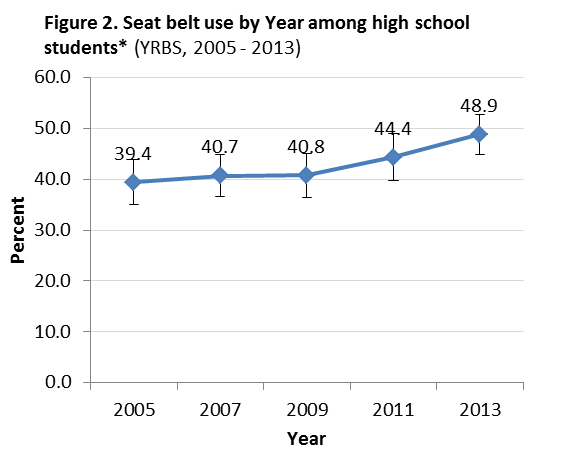 Figure 2. Seat belt use by Year among high school
students* (YRBS, 2005 - 2013)
60.0
50.0
40.0
30.0
20.0
10.0
0.0
Percent
39.4
40.7
40.8
44.4
48.9
2005 2007 2009 2011 2013
Year